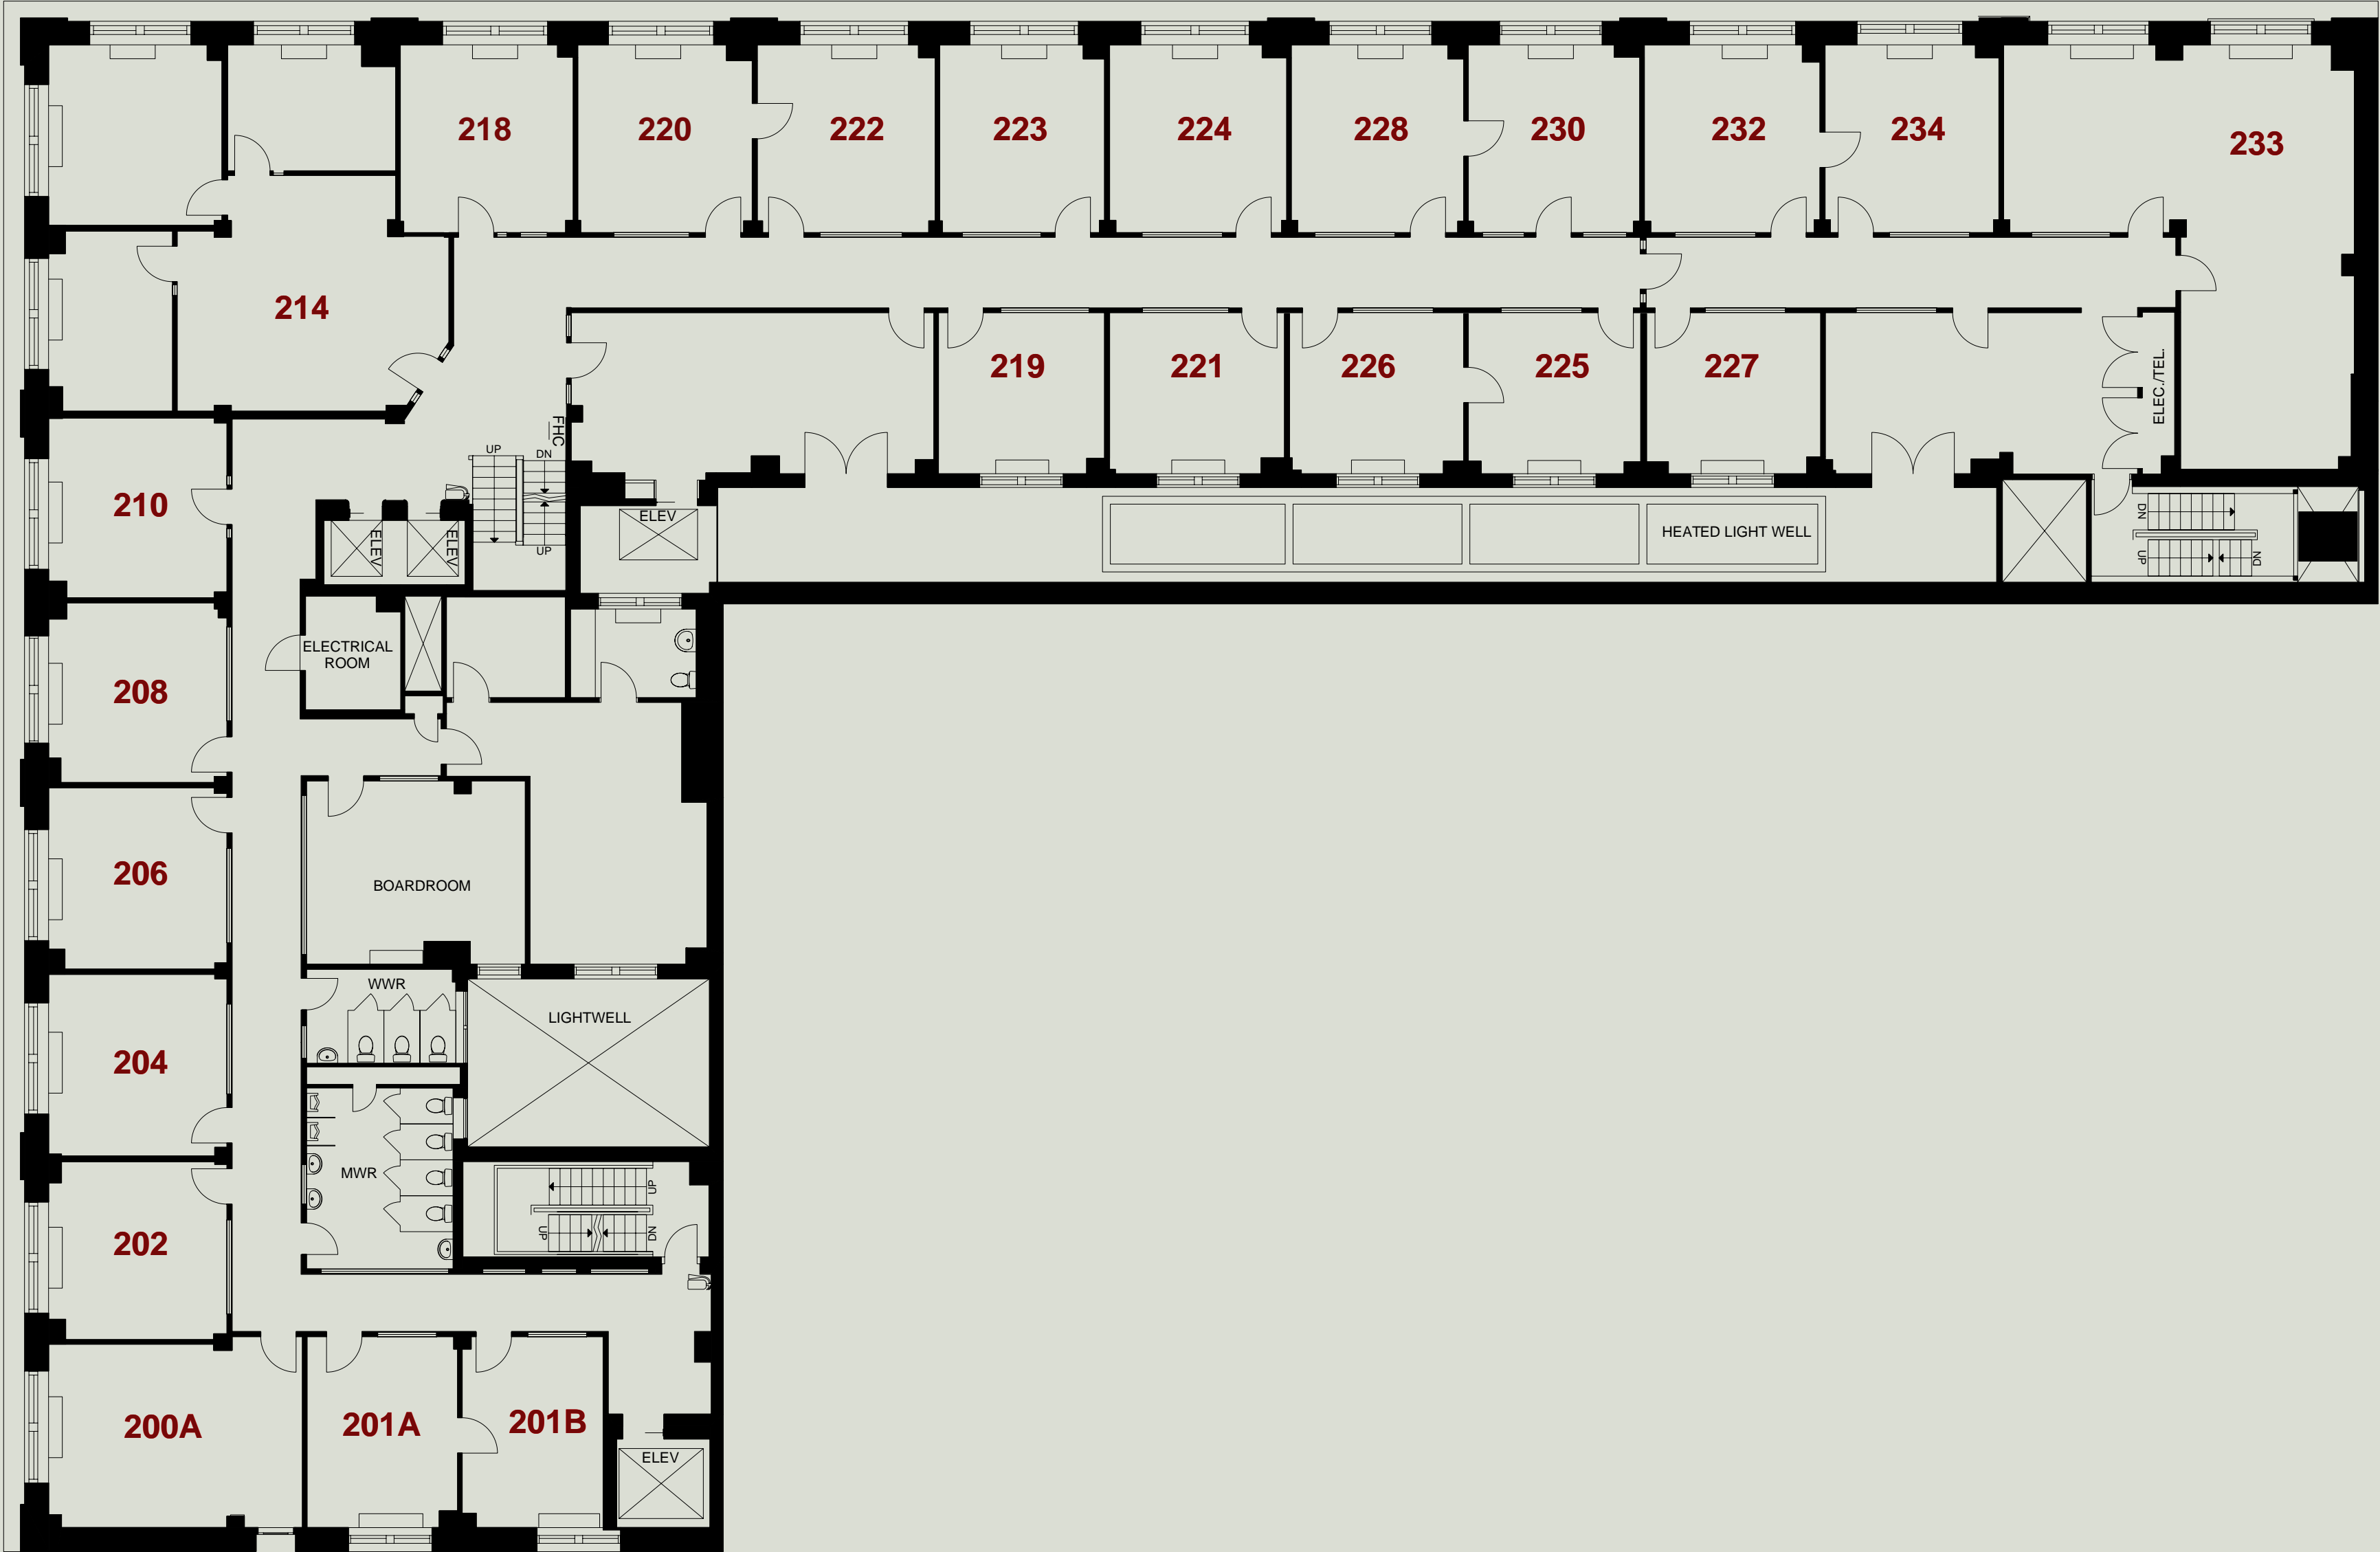 218
220
222
223
224
228
230
232
234
233
214
219
221
226
225
227
ELEC./TEL.
FHC
UP
DN
UP
210
ELEV
ELEV
ELEV
HEATED LIGHT WELL
DN
UP
DN
ELECTRICAL
ROOM
208
206
BOARDROOM
WWR
LIGHTWELL
204
MWR
UP
UP
DN
202
200A
201A
201B
ELEV